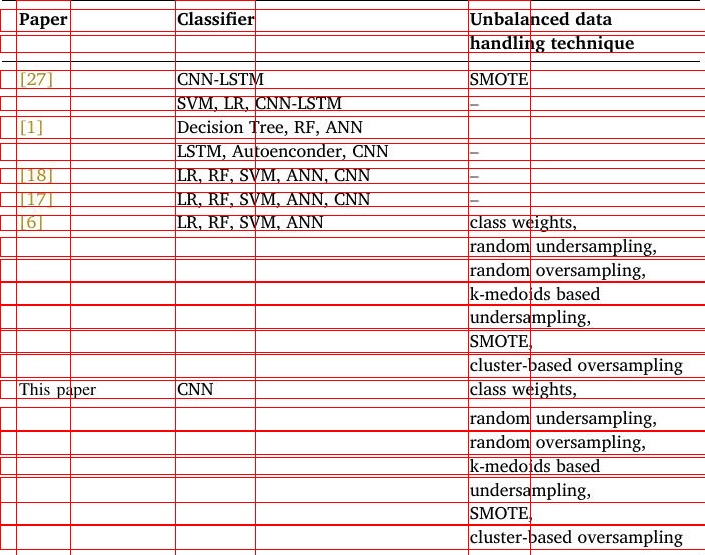 Paper Classifier Unbalanced data
handling technique
[27] CNN-LSTM SMOTE
SVM, LR, CNN-LSTM –
[1] Decision Tree, RF, ANN
LSTM, Autoenconder, CNN –
[18] LR, RF, SVM, ANN, CNN –
[17] LR, RF, SVM, ANN, CNN –
[6] LR, RF, SVM, ANN class weights,
random undersampling,
random oversampling,
k-medoids based
undersampling,
SMOTE,
cluster-based oversampling
This paper CNN class weights,
random undersampling,
random oversampling,
k-medoids based
undersampling,
SMOTE,
cluster-based oversampling